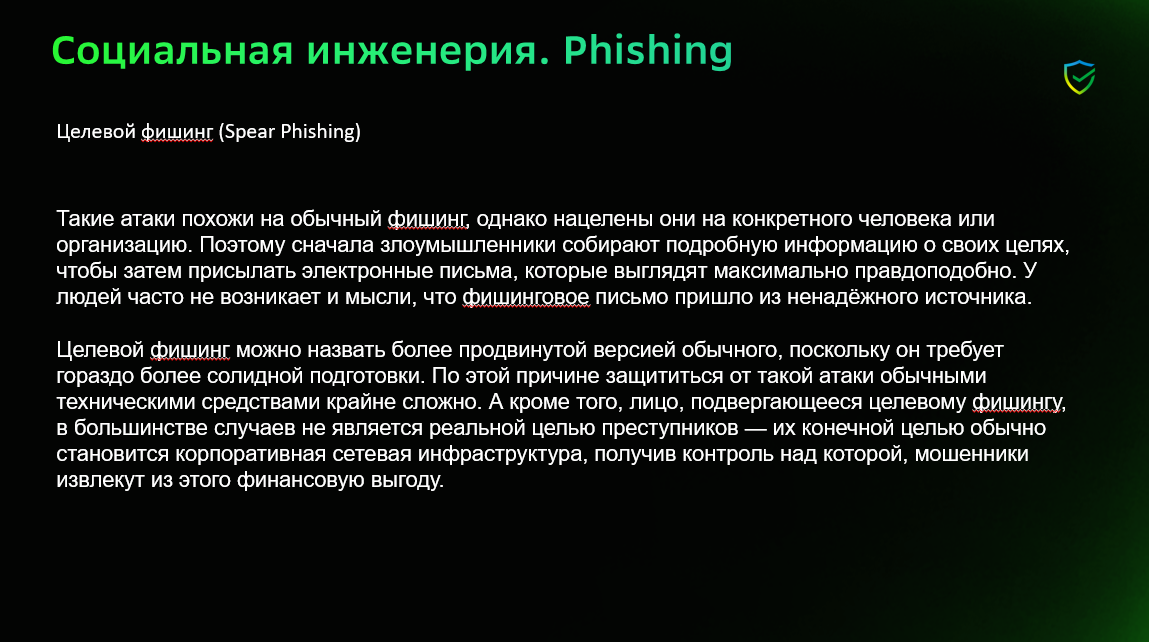 Социальная инженерия. Phishing
Целевой фишинг (Spear Phishing)
Такие атаки похожи на обычный фишинг, однако нацелены они на конкретного человека или
организацию. Поэтому сначала злоумышленники собирают подробную информацию о своих целях,
чтобы затем присылать электронные письма, которые выглядят максимально правдоподобно. У
людей часто не возникает и мысли, что фишинговое письмо пришло из ненадёжного источника.
Целевой фишинг можно назвать более продвинутой версией обычного, поскольку он требует
гораздо более солидной подготовки. По этой причине защититься от такой атаки обычными
техническими средствами крайне сложно. А кроме того, лицо, подвергающееся целевому фишингу,
в большинстве случаев не является реальной целью преступников — их конечной целью обычно
становится корпоративная сетевая инфраструктура, получив контроль над которой, мошенники
извлекут из этого финансовую выгоду.